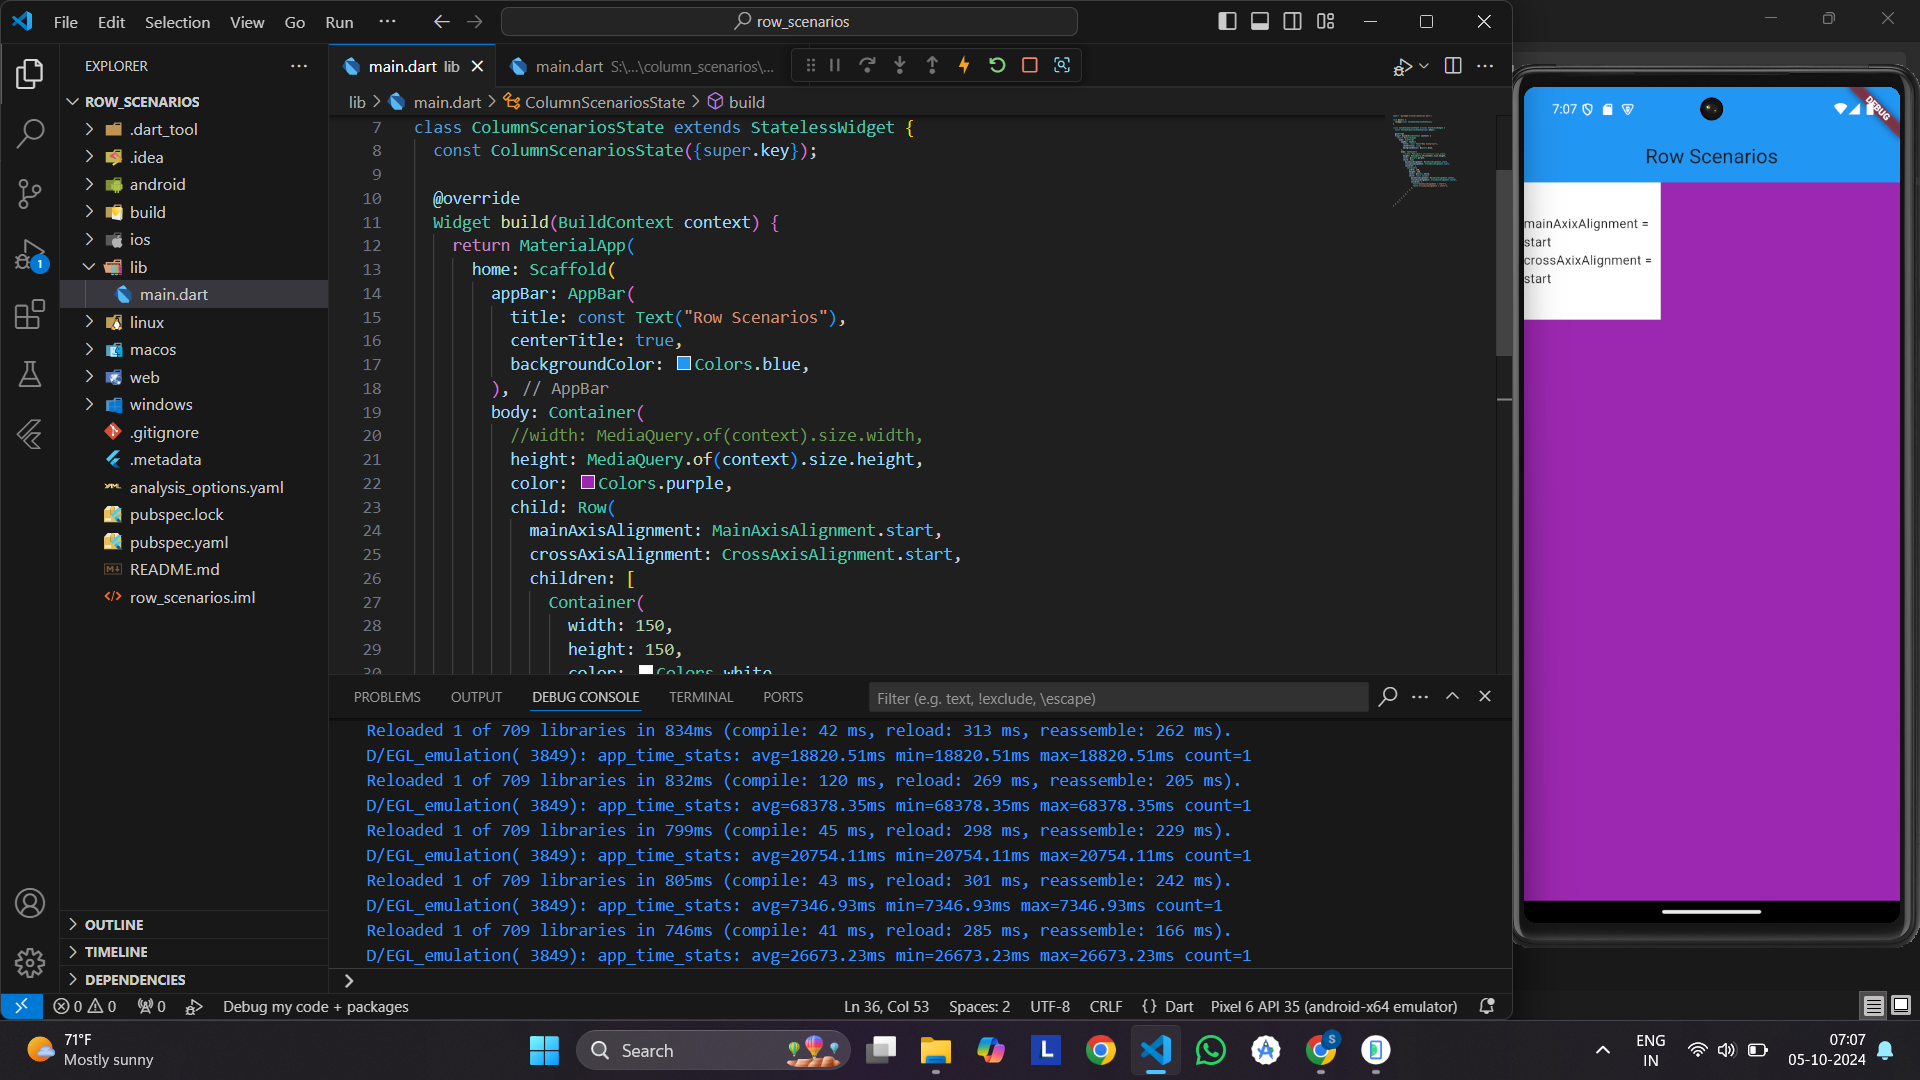 File Edit Selection View Go Run ··· row_scenarios
EXPLORER
ROW_SCENARIOS
.dart_tool
.idea
android
build
ios
lib
main.dart
linux
macos
web
windows
.gitignore
.metadata
analysis_options.yaml
pubspec.lock
pubspec.yaml
README.md
row_scenarios.iml
OUTLINE
TIMELINE
DEPENDENCIES
main.dart lib main.dart S:\...\column_scenarios\...
lib > main.dart > ColumnScenariosState > build
7 class ColumnScenariosState extends StatelessWidget {
8 const ColumnScenariosState({super.key});
9
10 @override
11 Widget build(BuildContext context) {
12 return MaterialApp(
13 home: Scaffold(
14 appBar: AppBar(
15 title: const Text("Row Scenarios"),
16 centerTitle: true,
17 backgroundColor: Colors.blue,
18 ), // AppBar
19 body: Container(
20 //width: MediaQuery.of(context).size.width,
21 height: MediaQuery.of(context).size.height,
22 color: Colors.purple,
23 child: Row(
24 mainAxisAlignment: MainAxisAlignment.start,
25 crossAxisAlignment: CrossAxisAlignment.start,
26 children: [
27 Container(
28 width: 150,
29 height: 150,
30 color: Colors.white
PROBLEMS OUTPUT DEBUG CONSOLE TERMINAL PORTS Filter (e.g. text, !exclude, \escape)
Reloaded 1 of 709 libraries in 834ms (compile: 42 ms, reload: 313 ms, reassemble: 262 ms).
D/EGL_emulation( 3849): app_time_stats: avg=18820.51ms min=18820.51ms max=18820.51ms count=1
Reloaded 1 of 709 libraries in 832ms (compile: 120 ms, reload: 269 ms, reassemble: 205 ms).
D/EGL_emulation( 3849): app_time_stats: avg=68378.35ms min=68378.35ms max=68378.35ms count=1
Reloaded 1 of 709 libraries in 799ms (compile: 45 ms, reload: 298 ms, reassemble: 229 ms).
D/EGL_emulation( 3849): app_time_stats: avg=20754.11ms min=20754.11ms max=20754.11ms count=1
Reloaded 1 of 709 libraries in 805ms (compile: 43 ms, reload: 301 ms, reassemble: 242 ms).
D/EGL_emulation( 3849): app_time_stats: avg=7346.93ms min=7346.93ms max=7346.93ms count=1
Reloaded 1 of 709 libraries in 746ms (compile: 41 ms, reload: 285 ms, reassemble: 166 ms).
D/EGL_emulation( 3849): app_time_stats: avg=26673.23ms min=26673.23ms max=26673.23ms count=1
0 0 0 Debug my code + packages Ln 36, Col 53 Spaces: 2 UTF-8 CRLF {} Dart Pixel 6 API 35 (android-x64 emulator)
1
7:07
DEBUG
Row Scenarios
mainAxixAlignment =
start
crossAxixAlignment =
start
71°F
Mostly sunny
Search
L
S
ENG
IN
07:07
05-10-2024